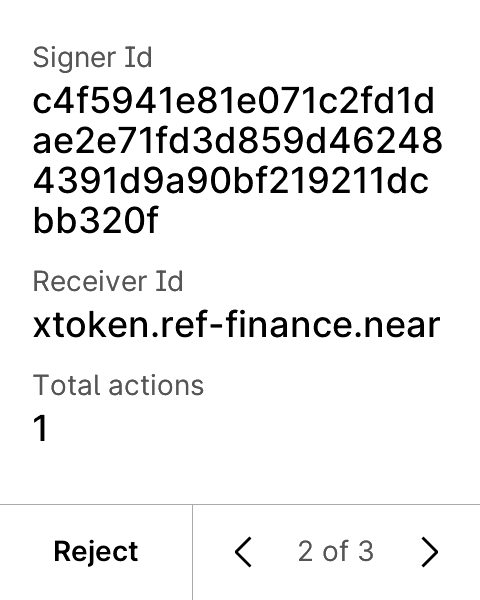 Signer Id
c4f5941e81e071c2fd1d
ae2e71fd3d859d46248
4391d9a90bf219211dc
bb320f
Receiver Id
xtoken.ref-finance.near
Total actions
1
Reject
2 of 3